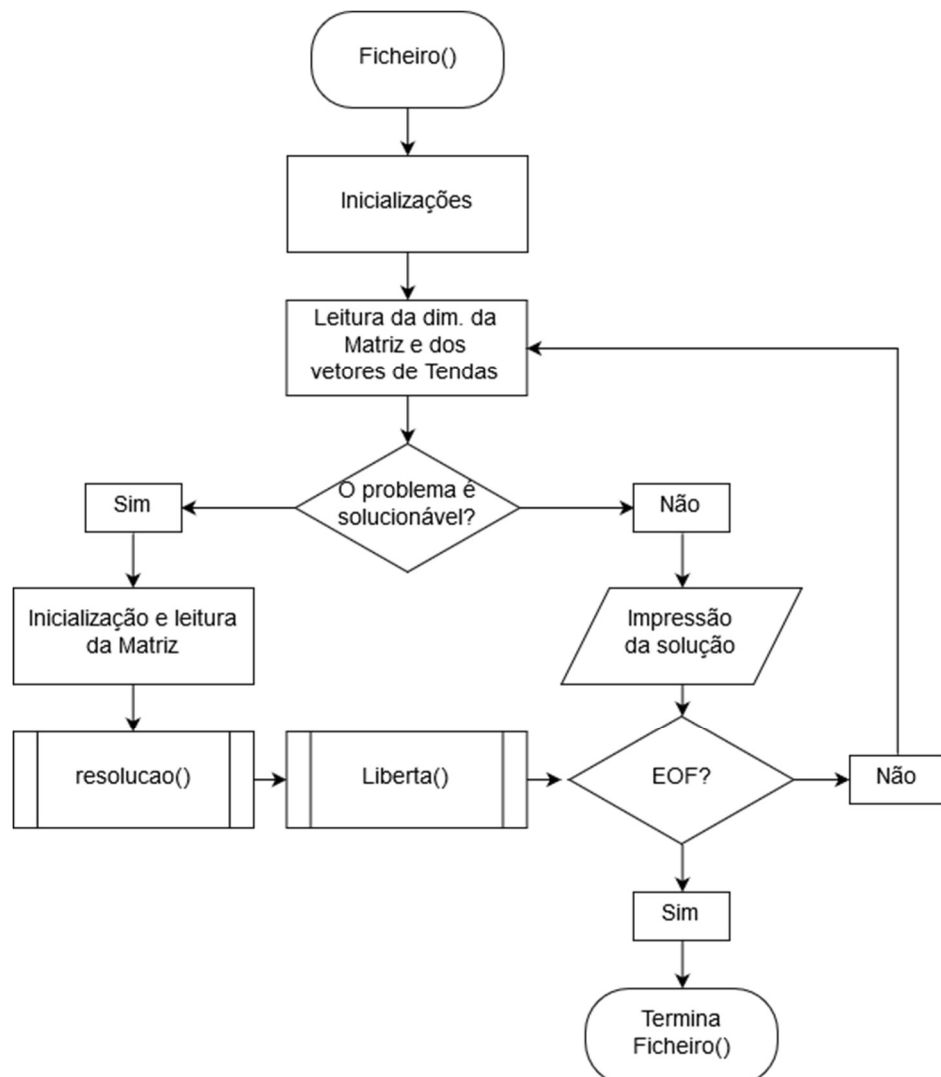 Ficheiro()
Inicializações
Leitura da dim. da
Matriz e dos
vetores de Tendas
O problema é
solucionável?
Sim
Não
Inicialização e leitura
da Matriz
Impressão
da solução
resolucao()
Liberta()
EOF?
Não
Sim
Termina
Ficheiro()